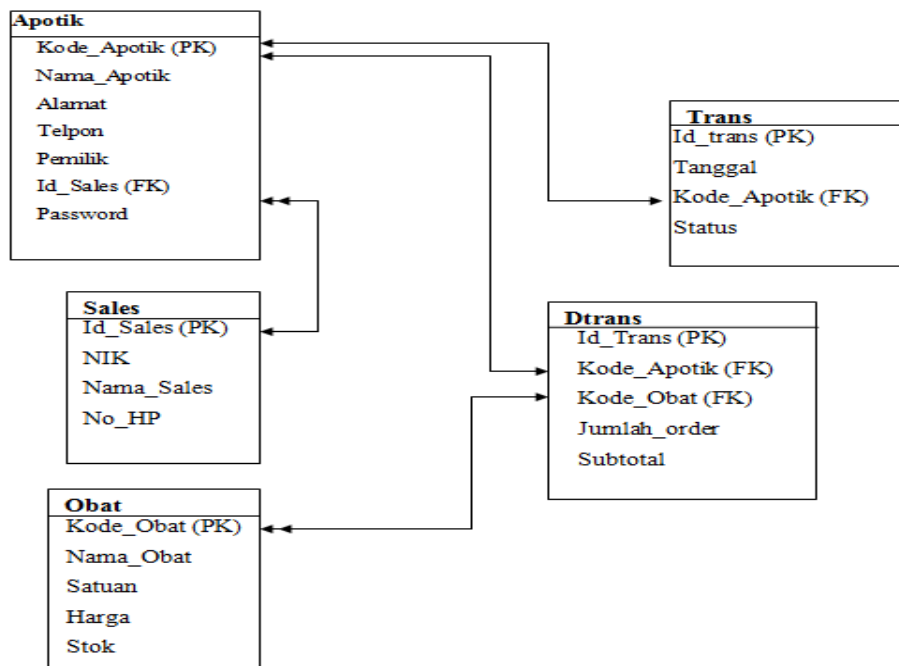 Apotik
Kode_Apotik (PK)
Nama_Apotik
Alamat
Telpon
Pemilik
Id_Sales (FK)
Password
Trans
Id_trans (PK)
Tanggal
Kode_Apotik (FK)
Status
Sales
Id_Sales (PK)
NIK
Nama_Sales
No_HP
Dtrans
Id_Trans (PK)
Kode_Apotik (FK)
Kode_Obat (FK)
Jumlah_order
Subtotal
Obat
Kode_Obat (PK)
Nama_Obat
Satuan
Harga
Stok